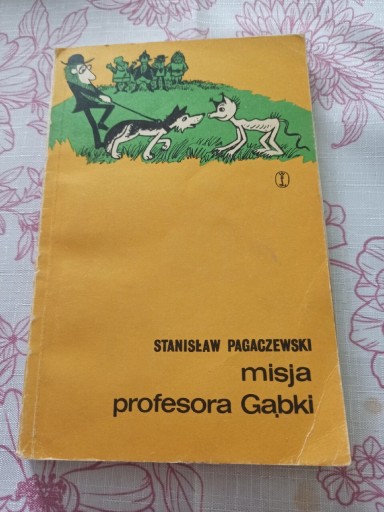 STANISŁAW PAGACZEWSKI
misja
profesora Gąbki